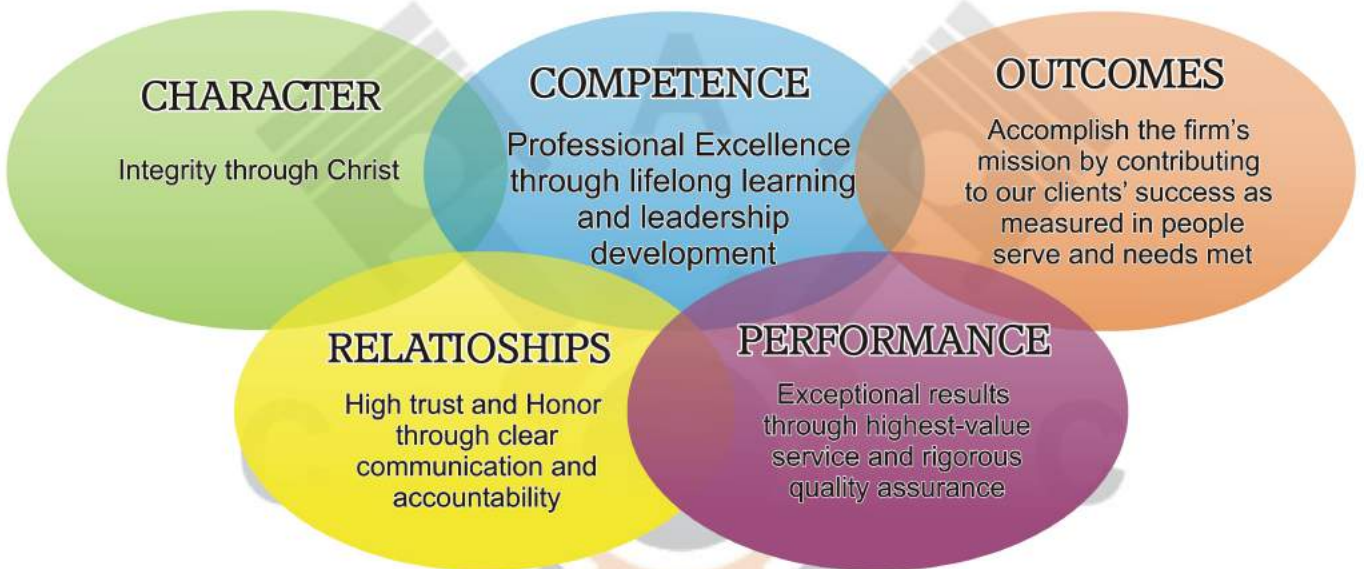 CHARACTER
Integrity through Christ
COMPETENCE
Professional Excellence
through lifelong learning
and leadership
development
OUTCOMES
Accomplish the firm's
mission by contributing
to our clients' success as
measured in people
serve and needs met
RELATIOSHIPS
High trust and Honor
through clear
communication and
accountability
PERFORMANCE
Exceptional results
through highest-value
service and rigorous
quality assurance